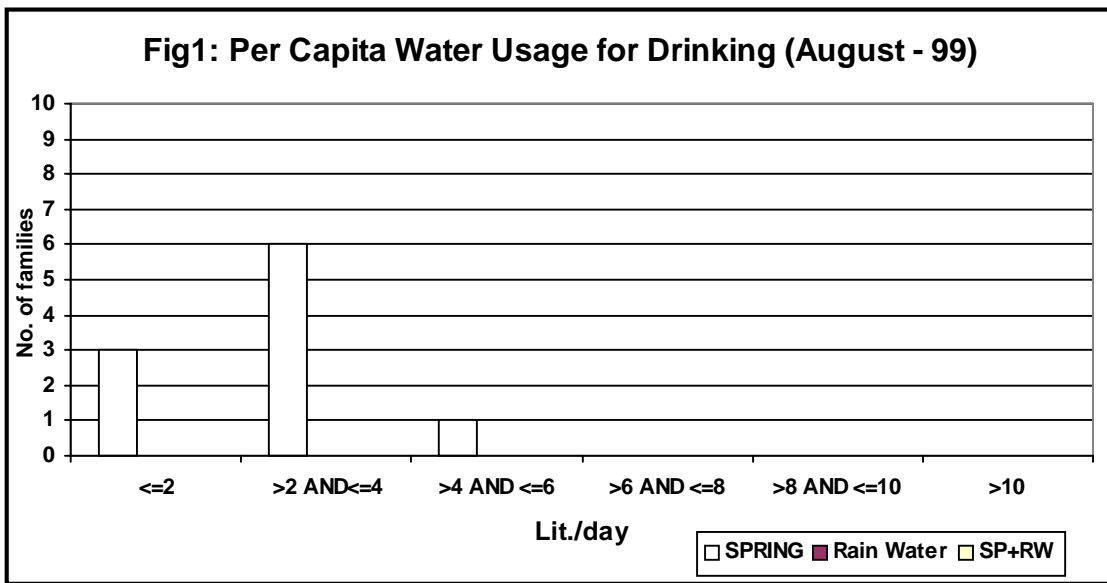 Fig1: Per Capita Water Usage for Drinking (August - 99)
No. of families
10
9
8
7
6
5
4
3
2
1
0
<=2 >2 AND<=4 >4 AND <=6 >6 AND <=8 >8 AND <=10 >10
Lit./day
SPRING Rain Water SP+RW